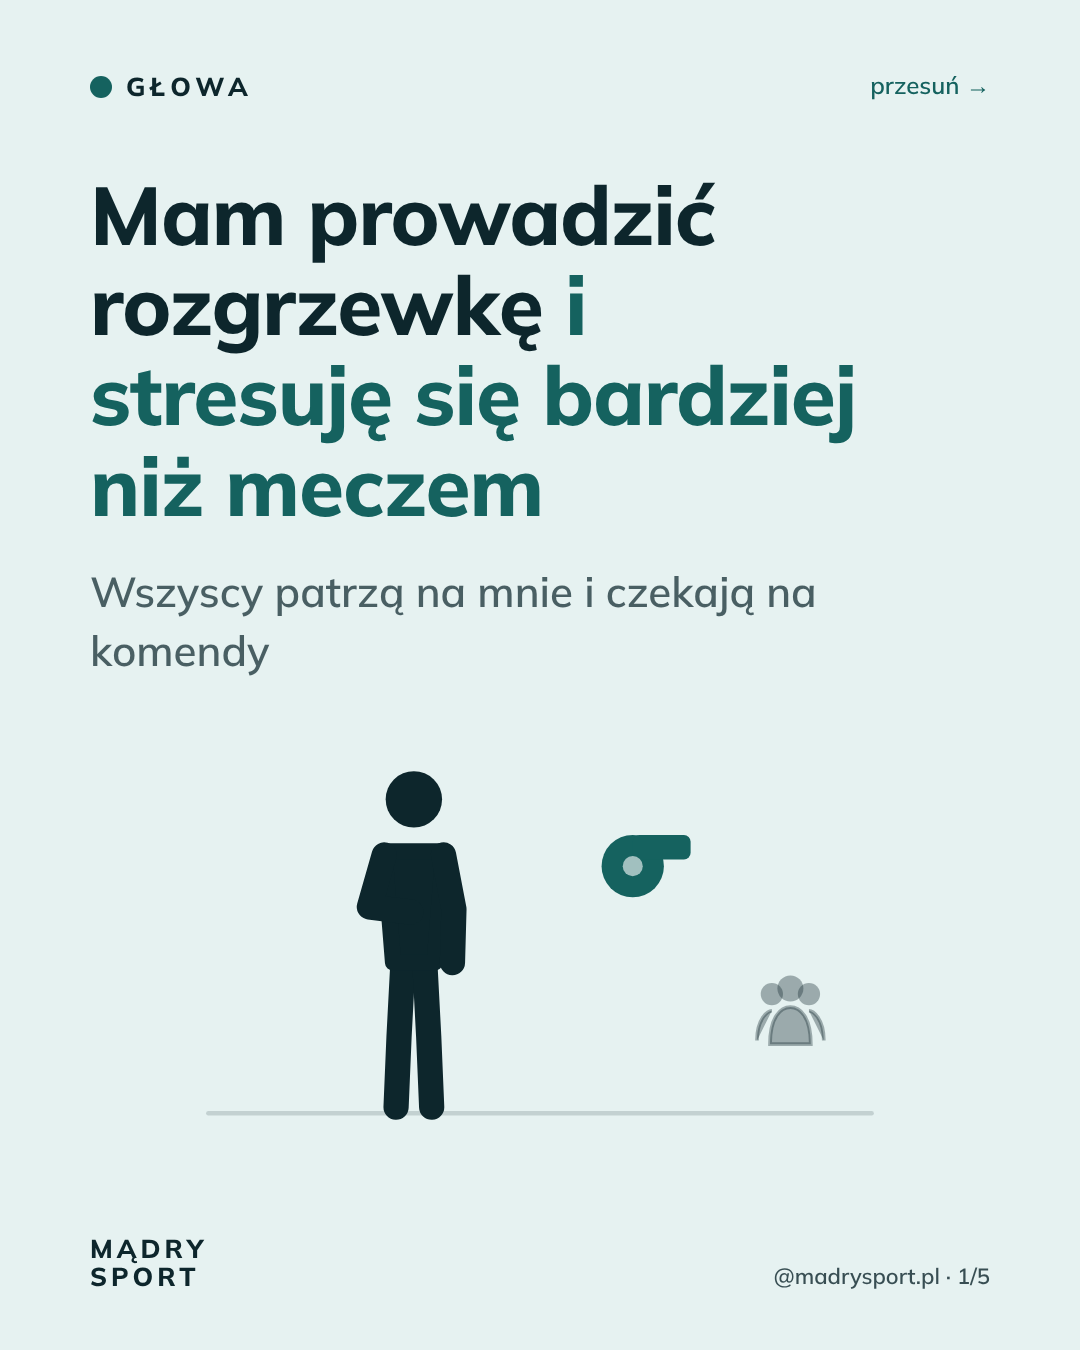 GŁOWA
przesuń →
Mam prowadzić
rozgrzewkę i
stresuję się bardziej
niż meczem
Wszyscy patrzą na mnie i czekają na
komendy
MĄDRY
SPORT
@madrysport.pl · 1/5